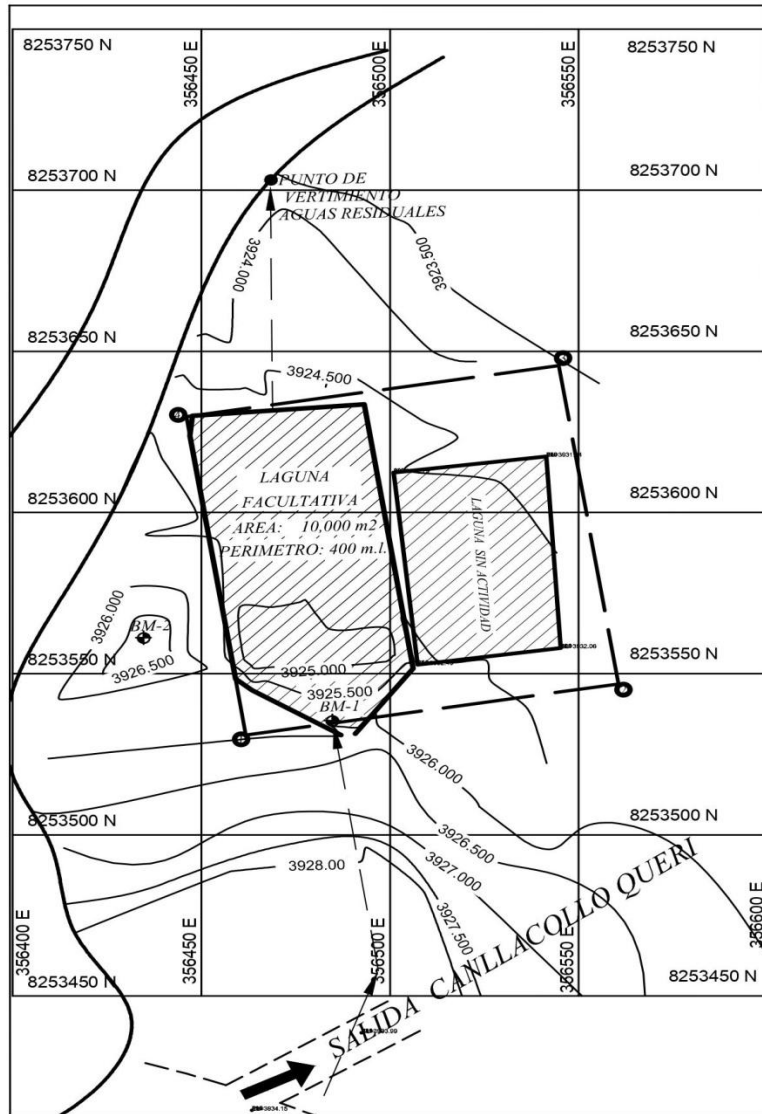 8253750 N
356450 E
356500 E
356550 E
8253750 N
8253700 N
PUNTO DE
VERTIMIENTO
AGUAS RESIDUALES
8253700 N
3924.000
3923.500
8253650 N
8253650 N
3924.500
LAGUNA
FACULTATIVA
AREA: 10,000 m2
PERIMETRO: 400 m.l.
LAGUNA SIN ACTIVIDAD
8253600 N
8253600 N
3926.000
BM-2
3926.500
8253550 N
3925.000
3925.500
BM-1
8253550 N
3926.000
8253500 N
3926.500
8253500 N
3927.000
3928.00
3927.500
356400 E
356450 E
356500 E
356550 E
356600 E
8253450 N
8253450 N
SALIDA CANLLACOLLO QUERI